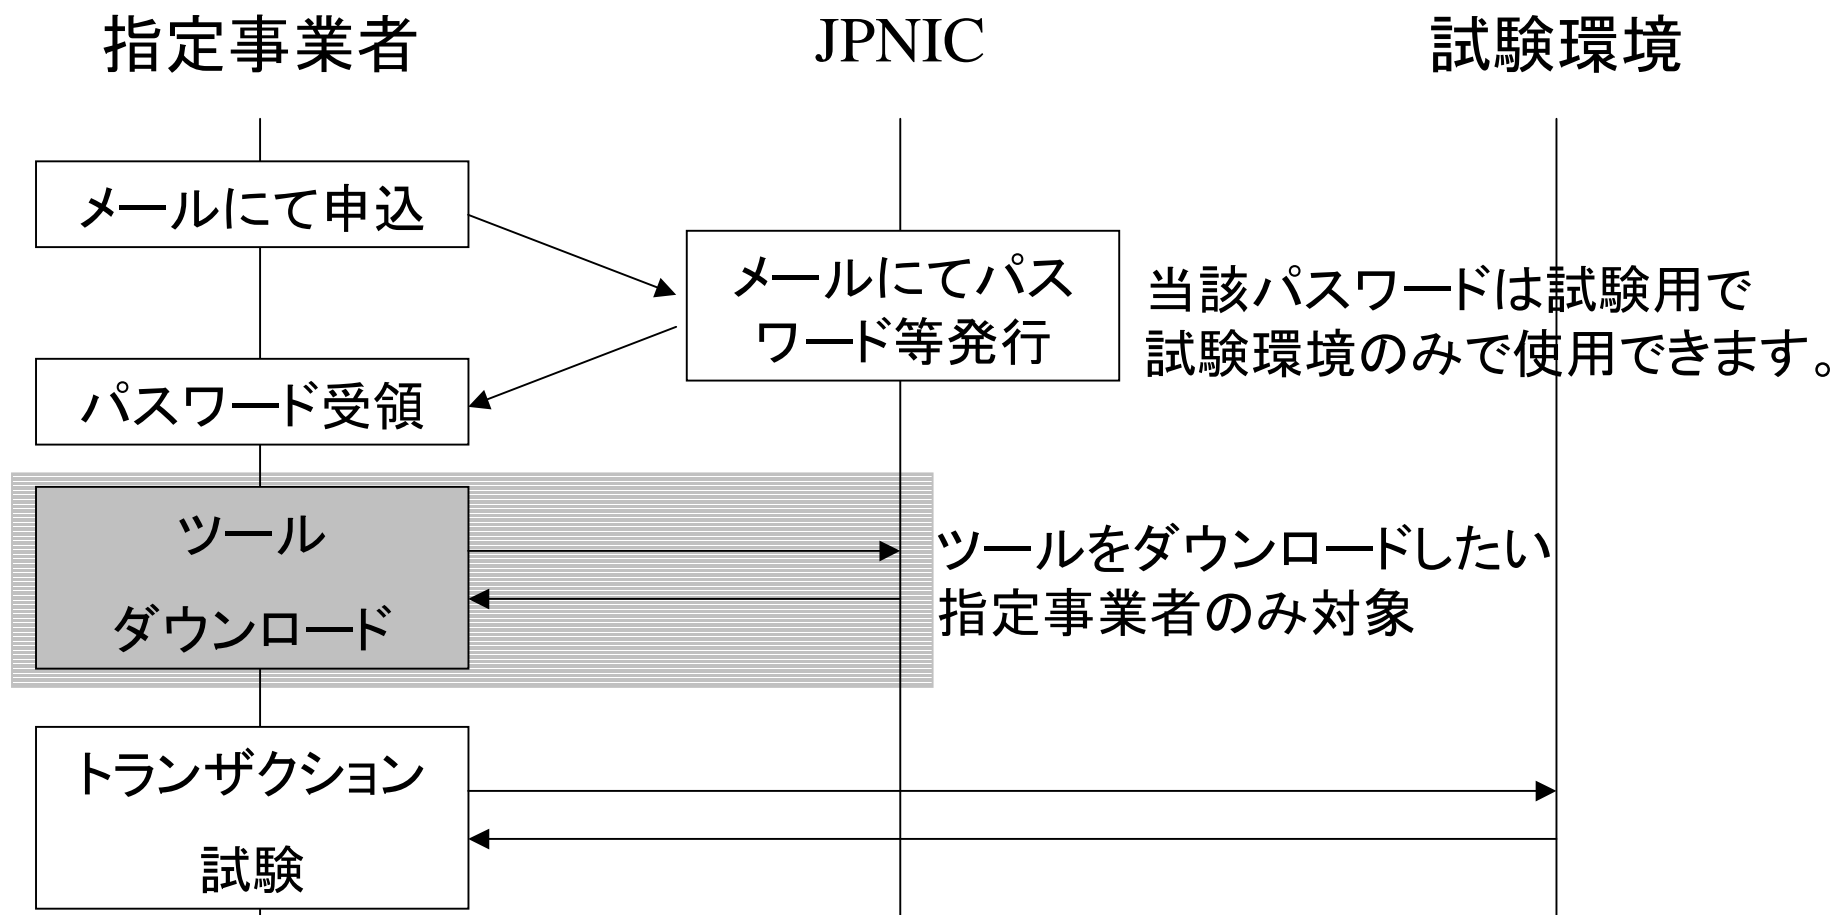 指定事業者
JPNIC
試験環境
メールにて申込
メールにてパス
ワード等発行
当該パスワードは試験用で
試験環境のみで使用できます。
パスワード受領
ツール
ダウンロード
ツールをダウンロードしたい
指定事業者のみ対象
トランザクション
試験